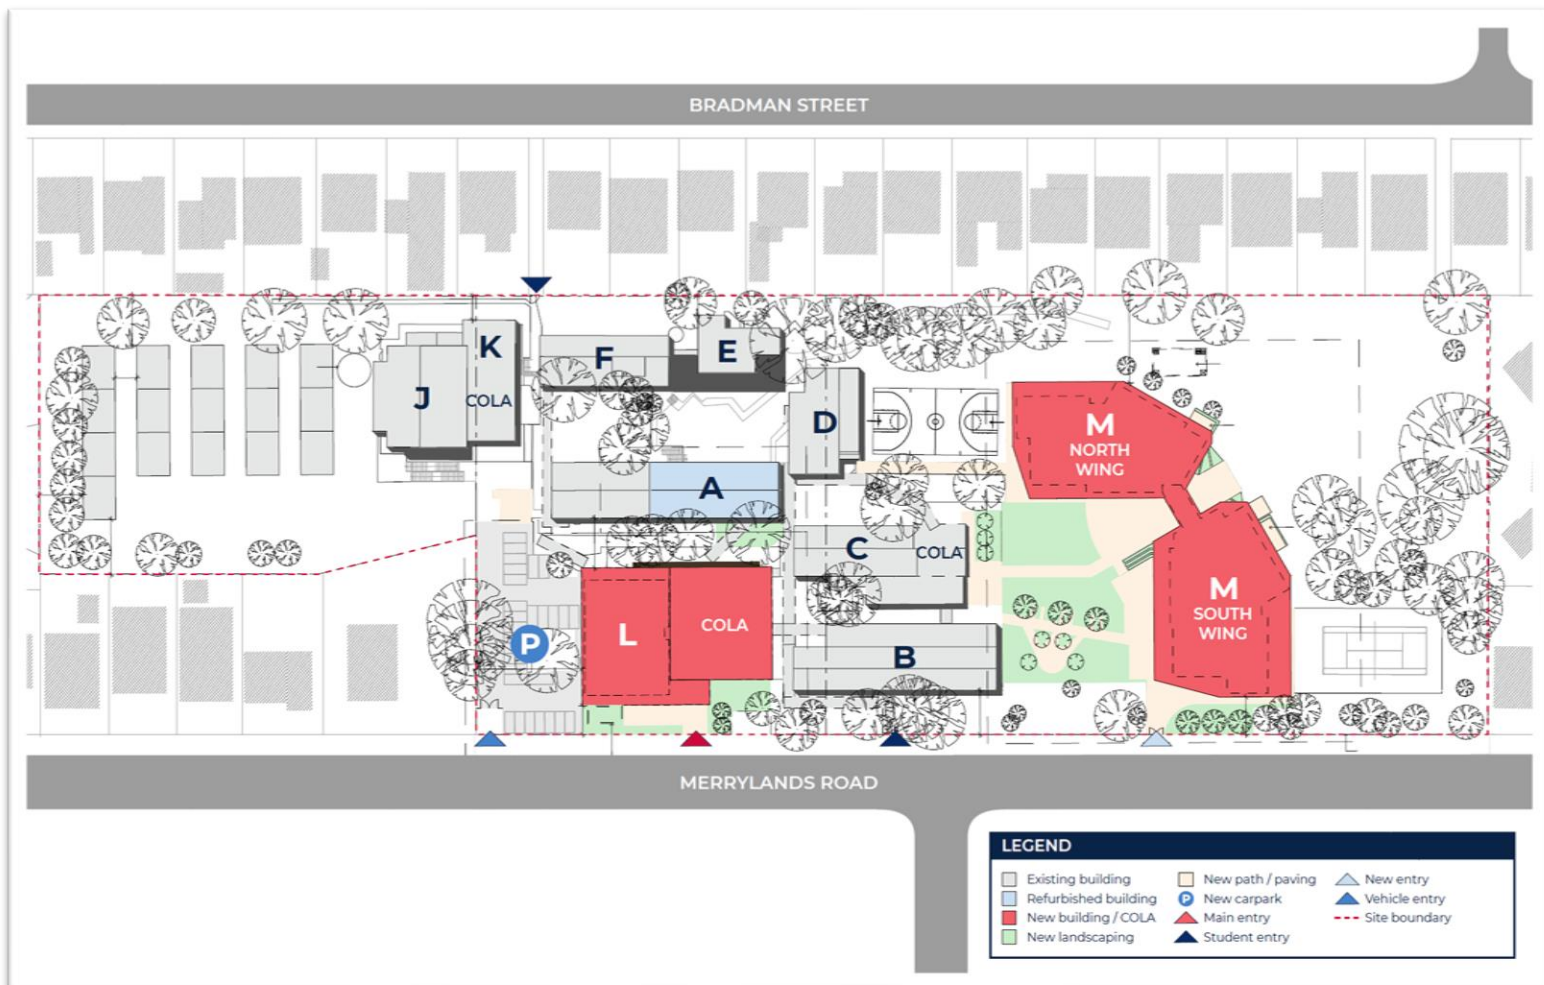 BRADMAN STREET
K
COLA
J
F
E
D
A
C
COLA
M
NORTH
WING
M
SOUTH
WING
P
L
COLA
B
MERRYLANDS ROAD
LEGEND
Existing building
Refurbished building
New building / COLA
New landscaping
New path / paving
P New carpark
Main entry
Student entry
New entry
Vehicle entry
Site boundary